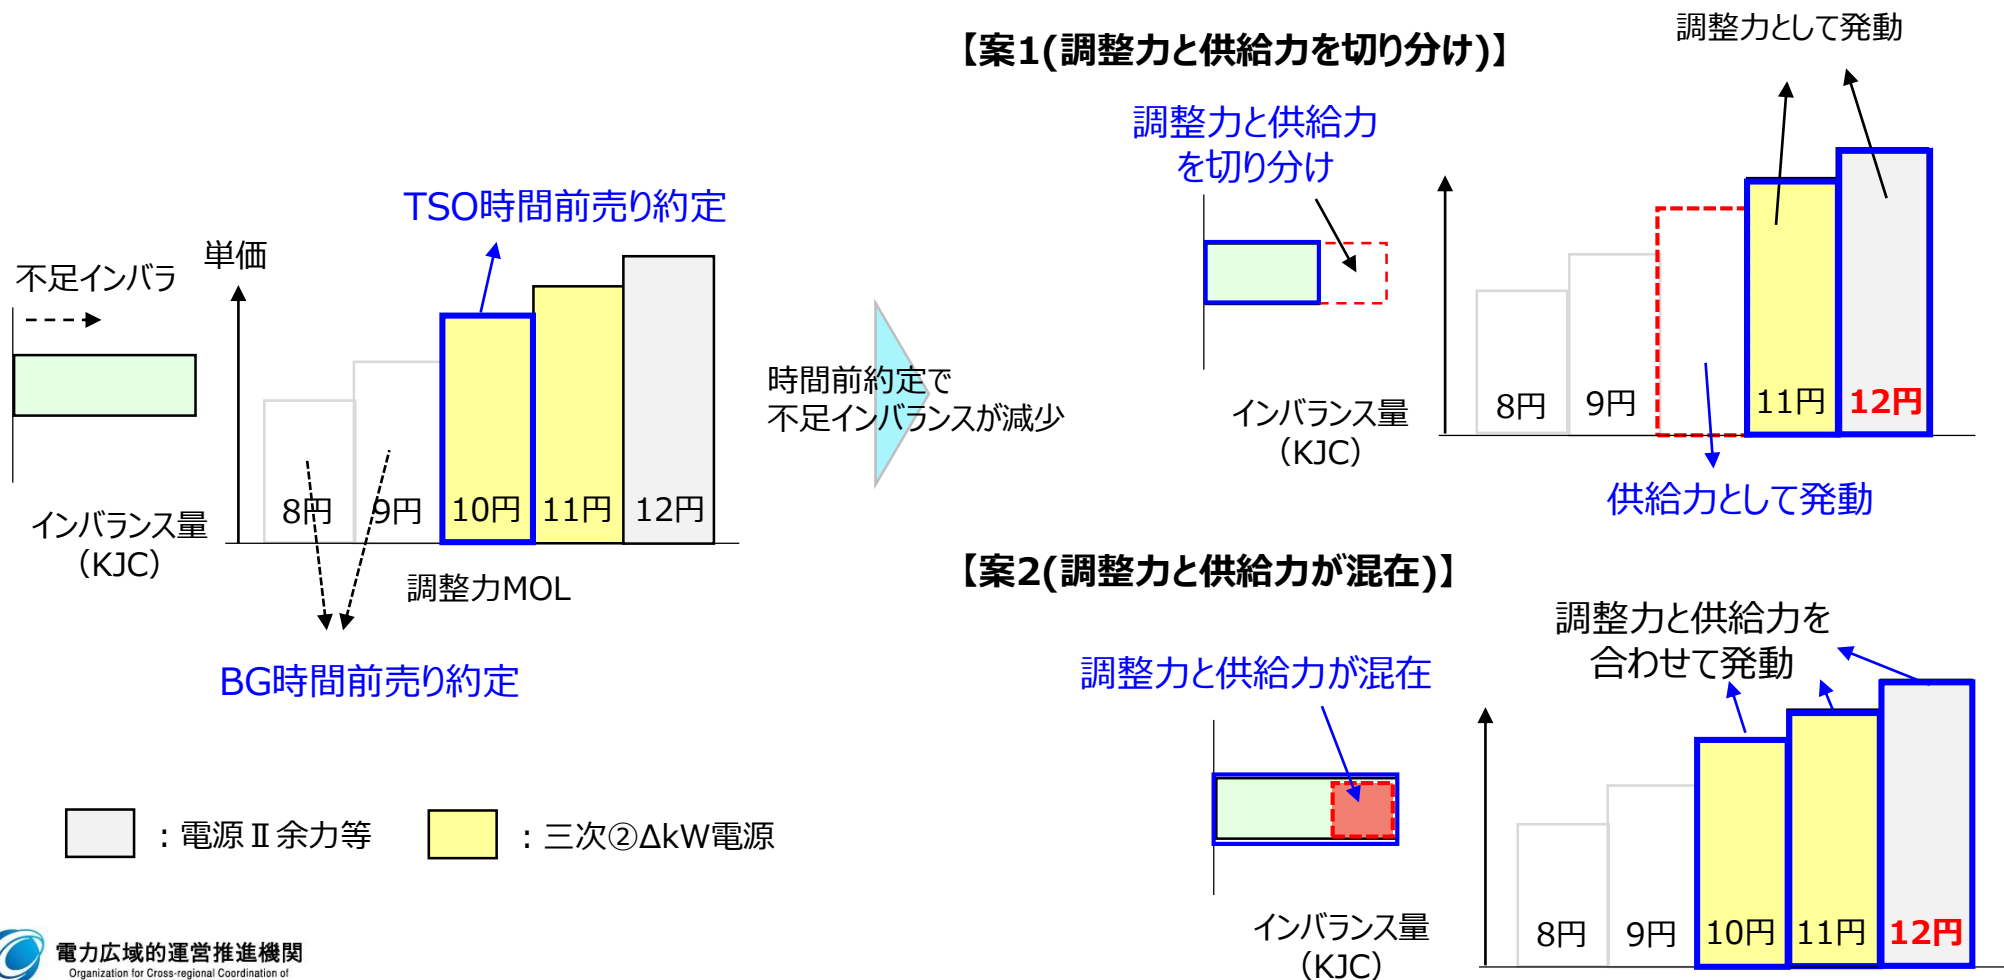 TSO時間前売り約定
不足インバラ
単価
8円
9円
10円
11円
12円
インバランス量
（KJC）
調整力MOL
BG時間前売り約定
：電源Ⅱ余力等
：三次②ΔkW電源
時間前約定で
不足インバランスが減少
【案1(調整力と供給力を切り分け)】
調整力として発動
調整力と供給力
を切り分け
インバランス量
（KJC）
8円
9円
11円
12円
供給力として発動
【案2(調整力と供給力が混在)】
調整力と供給力を
合わせて発動
調整力と供給力が混在
インバランス量
（KJC）
8円
9円
10円
11円
12円
電力広域的運営推進機関
Organization for Cross-regional Coordination of